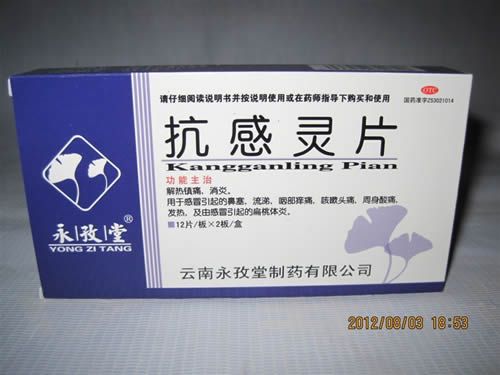 请仔细阅读说明书并按说明使用或在药师指导下购买和使用
OTC
国药准字Z53021014
抗感灵片
Kangganling Pian
功能主治
解热镇痛，消炎。
用于感冒引起的鼻塞，流涕，咽部痒痛，咳嗽头痛，周身酸痛，
发热，及由感冒引起的扁桃体炎。
12片/板×2板/盒
永孜堂®
YONG ZI TANG
云南永孜堂制药有限公司
2012/08/03 18:53